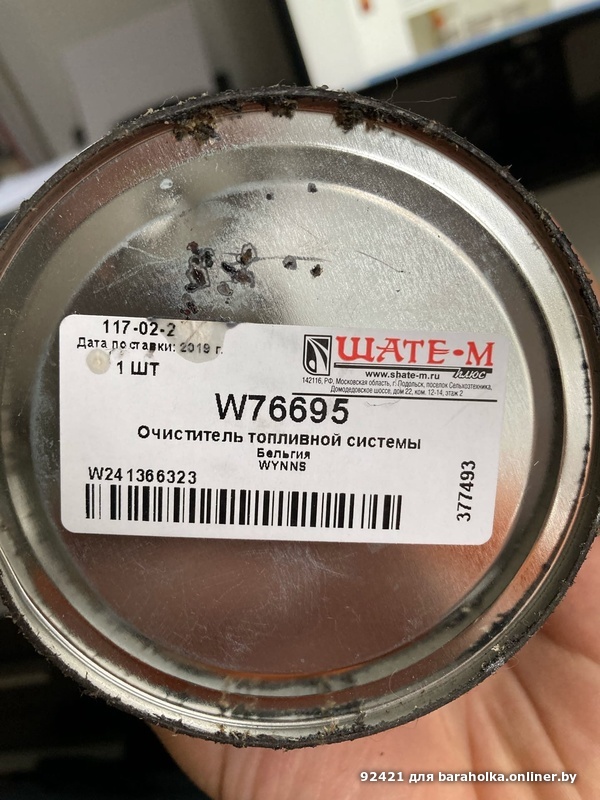 117-02-2
Дата поставки: 2019 г.
1 ШТ
ШАТЕ-М
плюс
www.shate-m.ru
142116, РФ, Московская область, г. Подольск, поселок Сельхозтехника,
Домодедовское шоссе, дом 22, ком. 12-14, этаж 2
W76695
Очиститель топливной системы
Бельгия
WYNNS
W241366323
377493
92421 для baraholka.onliner.by